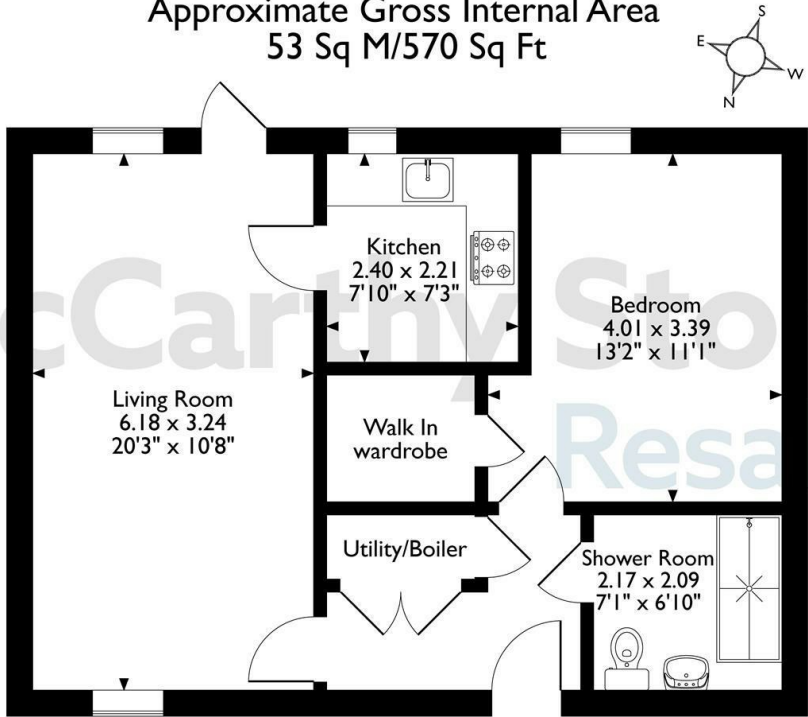 Approximate Gross Internal Area
53 Sq M/570 Sq Ft
S
E
W
N
Kitchen
2.40 x 2.21
7'10" x 7'3"
Bedroom
4.01 x 3.39
13'2" x 11'1"
Living Room
6.18 x 3.24
20'3" x 10'8"
Walk In
wardrobe
Utility/Boiler
Shower Room
2.17 x 2.09
7'1" x 6'10"
cCarthy Sto
Resa